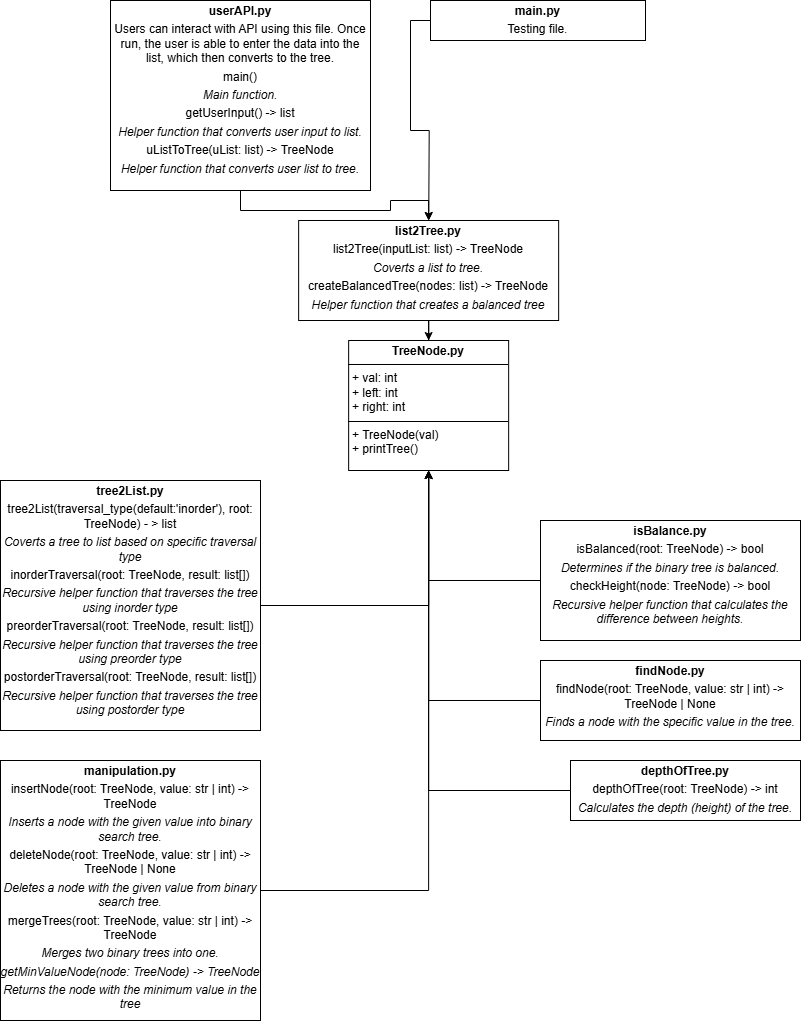 userAPI.py
Users can interact with API using this file. Once
run, the user is able to enter the data into the
list, which then converts to the tree.
main()
Main function.
getUserInput() -> list
Helper function that converts user input to list.
uListToTree(uList: list) -> TreeNode
Helper function that converts user list to tree.
main.py
Testing file.
list2Tree.py
list2Tree(inputList: list) -> TreeNode
Coverts a list to tree.
createBalancedTree(nodes: list) -> TreeNode
Helper function that creates a balanced tree
TreeNode.py
+ val: int
+ left: int
+ right: int
+ TreeNode(val)
+ printTree()
tree2List.py
tree2List(traversal_type(default:'inorder'), root:
TreeNode) - > list
Coverts a tree to list based on specific traversal
type
inorderTraversal(root: TreeNode, result: list[])
Recursive helper function that traverses the tree
using inorder type
preorderTraversal(root: TreeNode, result: list[])
Recursive helper function that traverses the tree
using preorder type
postorderTraversal(root: TreeNode, result: list[])
Recursive helper function that traverses the tree
using postorder type
isBalance.py
isBalanced(root: TreeNode) -> bool
Determines if the binary tree is balanced.
checkHeight(node: TreeNode) -> bool
Recursive helper function that calculates the
difference between heights.
findNode.py
findNode(root: TreeNode, value: str | int) ->
TreeNode | None
Finds a node with the specific value in the tree.
depthOfTree.py
depthOfTree(root: TreeNode) -> int
Calculates the depth (height) of the tree.
manipulation.py
insertNode(root: TreeNode, value: str | int) ->
TreeNode
Inserts a node with the given value into binary
search tree.
deleteNode(root: TreeNode, value: str | int) ->
TreeNode | None
Deletes a node with the given value from binary
search tree.
mergeTrees(root: TreeNode, value: str | int) ->
TreeNode
Merges two binary trees into one.
getMinValueNode(node: TreeNode) -> TreeNode
Returns the node with the minimum value in the
tree